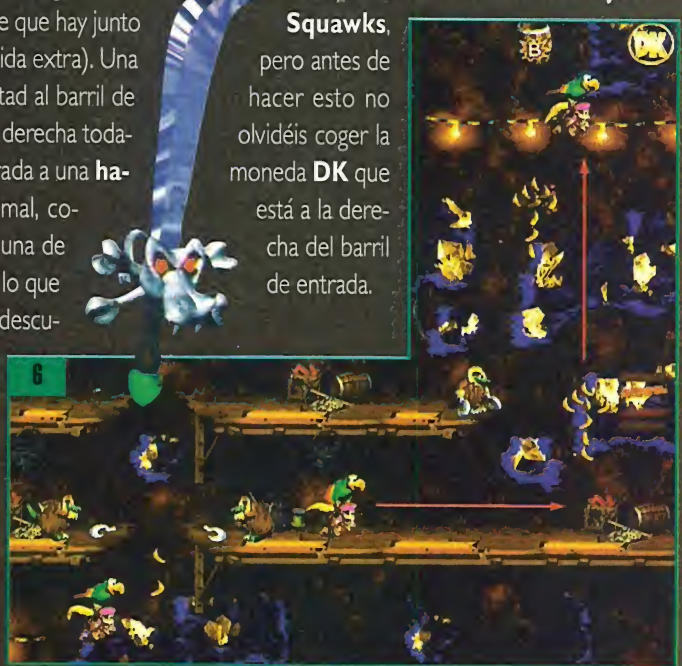 e que hay junto
ida extra). Una
tad al barril de
derecha toda-
rada a una ha-
mal, co-
una de
lo que
descu-
Squawks,
pero antes de
hacer esto no
olvidéis coger la
moneda DK que
está a la dere-
cha del barril
de entrada.
B
DK
6